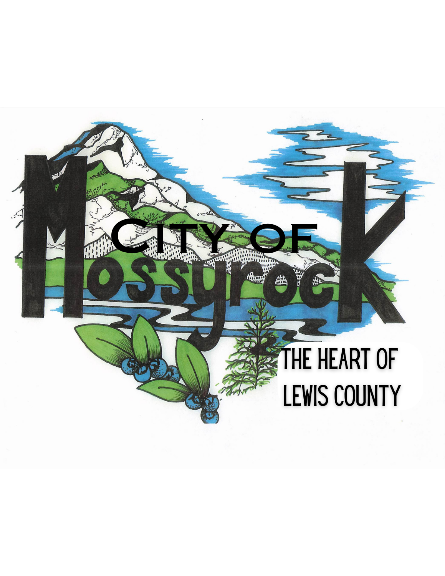 CITY OF
MossyrocK
THE HEART OF
LEWIS COUNTY